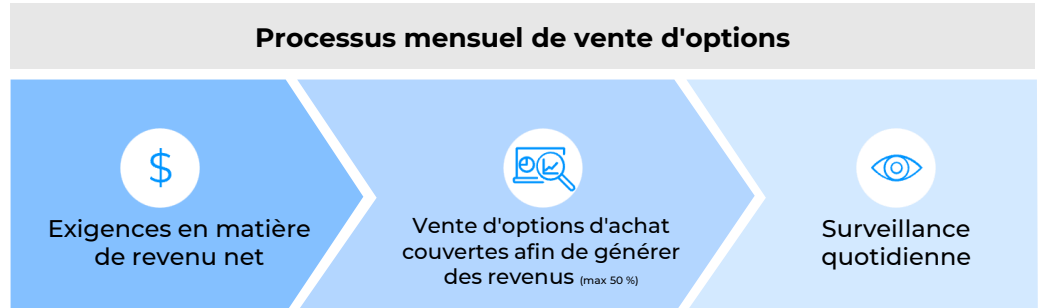 Processus mensuel de vente d'options
$
Exigences en matière
de revenu net
Vente d'options d'achat
couvertes afin de générer
des revenus (max 50 %)
Surveillance
quotidienne